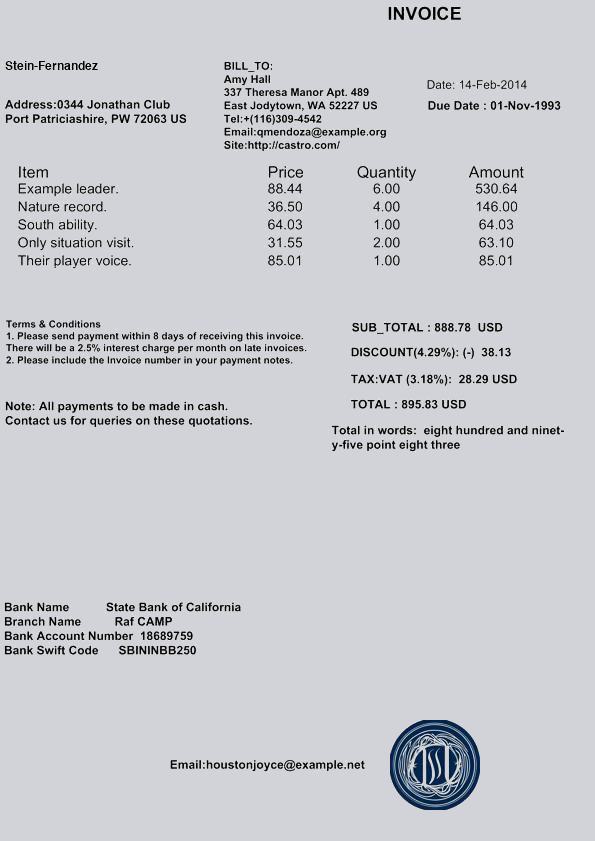 INVOICE
Stein-Fernandez
Address:0344 Jonathan Club
Port Patriciashire, PW 72063 US
BILL_TO:
Amy Hall
337 Theresa Manor Apt. 489
East Jodytown, WA 52227 US
Tel:+(116)309-4542
Email:qmendoza@example.org
Site:http://castro.com/
Date: 14-Feb-2014
Due Date : 01-Nov-1993
Item Price Quantity Amount
Example leader. 88.44 6.00 530.64
Nature record. 36.50 4.00 146.00
South ability. 64.03 1.00 64.03
Only situation visit. 31.55 2.00 63.10
Their player voice. 85.01 1.00 85.01
Terms & Conditions
1. Please send payment within 8 days of receiving this invoice.
There will be a 2.5% interest charge per month on late invoices.
2. Please include the Invoice number in your payment notes.
Note: All payments to be made in cash.
Contact us for queries on these quotations.
SUB_TOTAL : 888.78 USD
DISCOUNT(4.29%): (-) 38.13
TAX:VAT (3.18%): 28.29 USD
TOTAL : 895.83 USD
Total in words: eight hundred and ninet-
y-five point eight three
Bank Name State Bank of California
Branch Name Raf CAMP
Bank Account Number 18689759
Bank Swift Code SBININBB250
Email:houstonjoyce@example.net